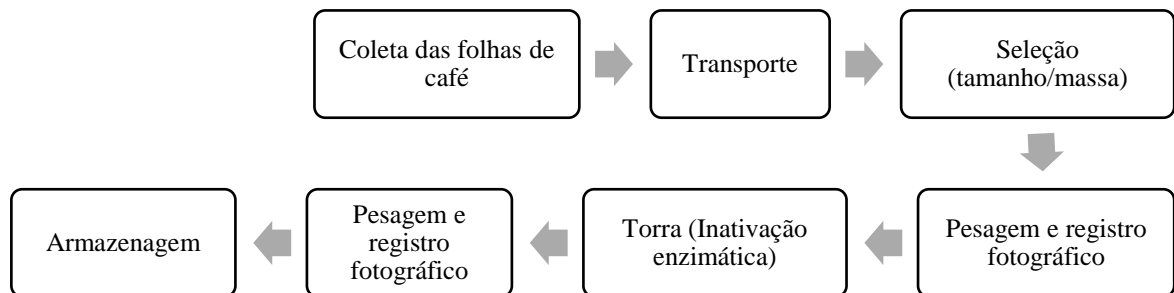 Coleta das folhas de
café
Transporte
Seleção
(tamanho/massa)
Pesagem e registro
fotográfico
Torra (Inativação
enzimática)
Pesagem e
registro
fotográfico
Armazenagem